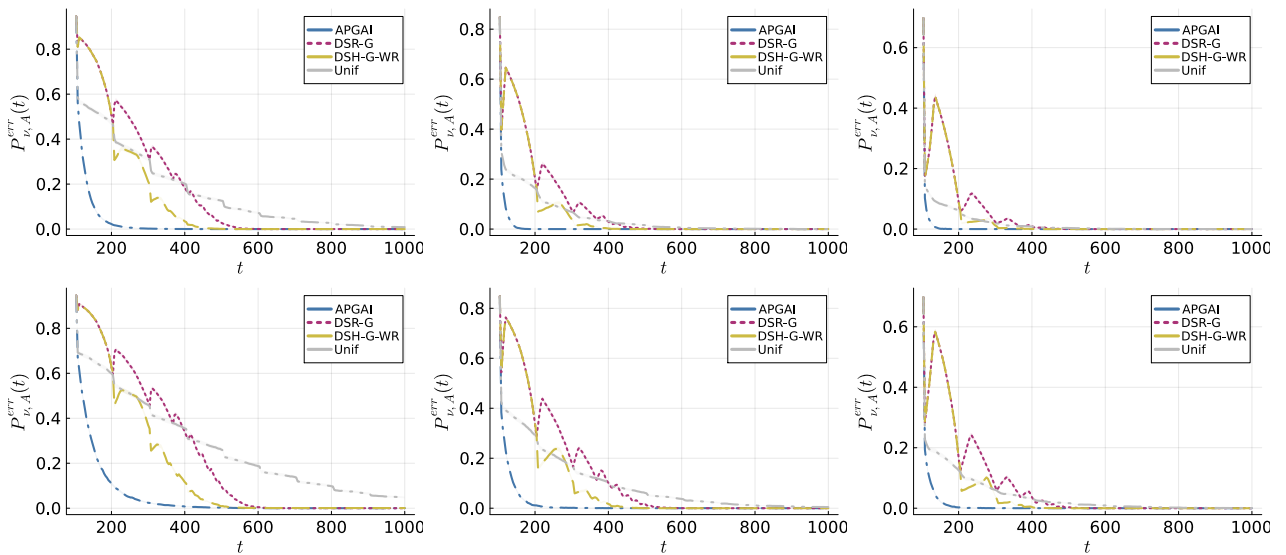 APGAI
DSR-G
DSH-G-WR
Unif
P^{err}_{ν, A}(t)
0.8
0.6
0.4
0.2
0.0
200 400 600 800 1000
t
APGAI
DSR-G
DSH-G-WR
Unif
P^{err}_{ν, A}(t)
0.8
0.6
0.4
0.2
0.0
200 400 600 800 1000
t
APGAI
DSR-G
DSH-G-WR
Unif
P^{err}_{ν, A}(t)
0.6
0.4
0.2
0.0
200 400 600 800 1000
t
APGAI
DSR-G
DSH-G-WR
Unif
P^{err}_{ν, A}(t)
0.8
0.6
0.4
0.2
0.0
200 400 600 800 1000
t
APGAI
DSR-G
DSH-G-WR
Unif
P^{err}_{ν, A}(t)
0.8
0.6
0.4
0.2
0.0
200 400 600 800 1000
t
APGAI
DSR-G
DSH-G-WR
Unif
P^{err}_{ν, A}(t)
0.6
0.4
0.2
0.0
200 400 600 800 1000
t